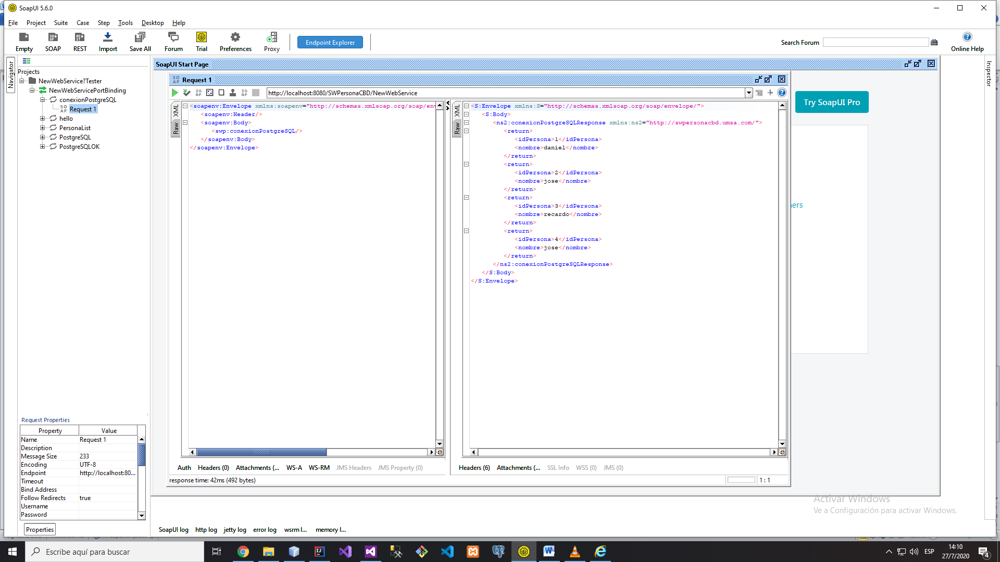 SoapUI 5.6.0
File Project Suite Case Step Tools Desktop Help
Empty SOAP REST Import Save All Forum Trial Preferences Proxy Endpoint Explorer Search Forum Online Help
Navigator
Inspector
Projects
NewWebService?Tester
NewWebServicePortBinding
conexionPostgreSQL
SO AP Request 1
hello
PersonaList
PostgreSQL
PostgreSQLOK
SoapUI Start Page
SO AP Request 1
http://localhost:8080/SWPersonaCBD/NewWebService
Try SoapUI Pro
XML
Raw
<soapenv:Envelope xmlns:soapenv="http://schemas.xmlsoap.org/soap/env
<soapenv:Header/>
<soapenv:Body>
<swp:conexionPostgreSQL/>
</soapenv:Body>
</soapenv:Envelope>
XML
Raw
<S:Envelope xmlns:S="http://schemas.xmlsoap.org/soap/envelope/">
<S:Body>
<ns2:conexionPostgreSQLResponse xmlns:ns2="http://swpersonacbd.umsa.com/">
<return>
<idPersona>1</idPersona>
<nombre>daniel</nombre>
</return>
<return>
<idPersona>2</idPersona>
<nombre>jose</nombre>
</return>
<return>
<idPersona>3</idPersona>
<nombre>recardo</nombre>
</return>
<return>
<idPersona>4</idPersona>
<nombre>jose</nombre>
</return>
</ns2:conexionPostgreSQLResponse>
</S:Body>
</S:Envelope>
ers
Auth Headers (0) Attachments (... WS-A WS-RM JMS Headers JMS Property (0)
Headers (6) Attachments (... SSL Info WSS (0) JMS (0)
response time: 42ms (492 bytes)
1 : 1
Request Properties
Property Value
Name Request 1
Description
Message Size 233
Encoding UTF-8
Endpoint http://localhost:80...
Timeout
Bind Address
Follow Redirects true
Username
Password
Properties
SoapUI log http log jetty log error log wsrm l... memory l...
Activar Windows
Ve a Configuración para activar Windows.
Escribe aquí para buscar
ESP
14:10
27/7/2020
4